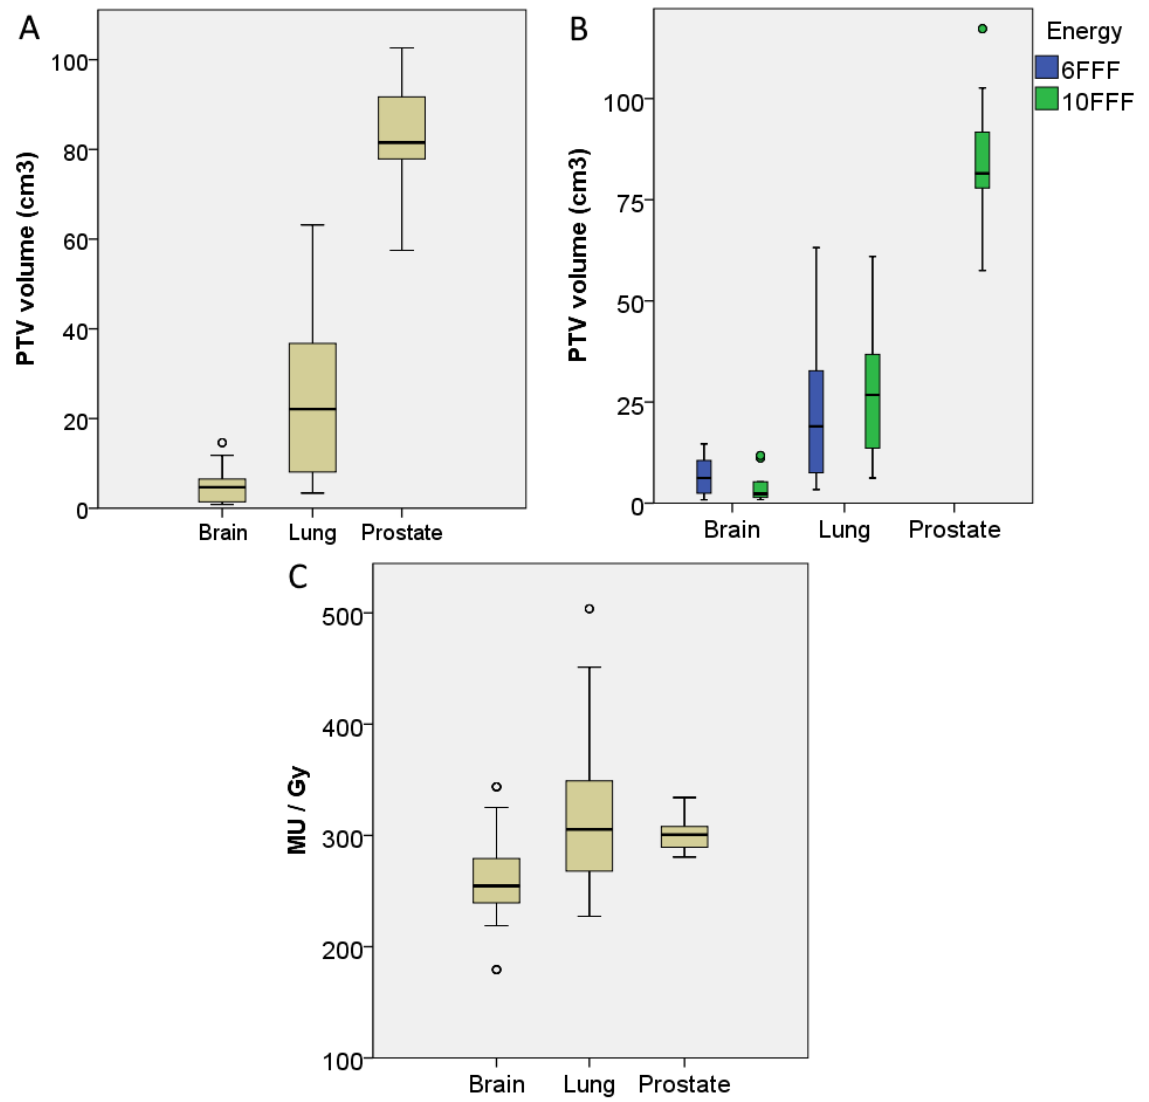 A
PTV volume (cm3)
100
80
60
40
20
0
Brain Lung Prostate
B
PTV volume (cm3)
100
75
50
25
0
Brain Lung Prostate
Energy
6FFF
10FFF
C
MU / Gy
500
400
300
200
100
Brain Lung Prostate